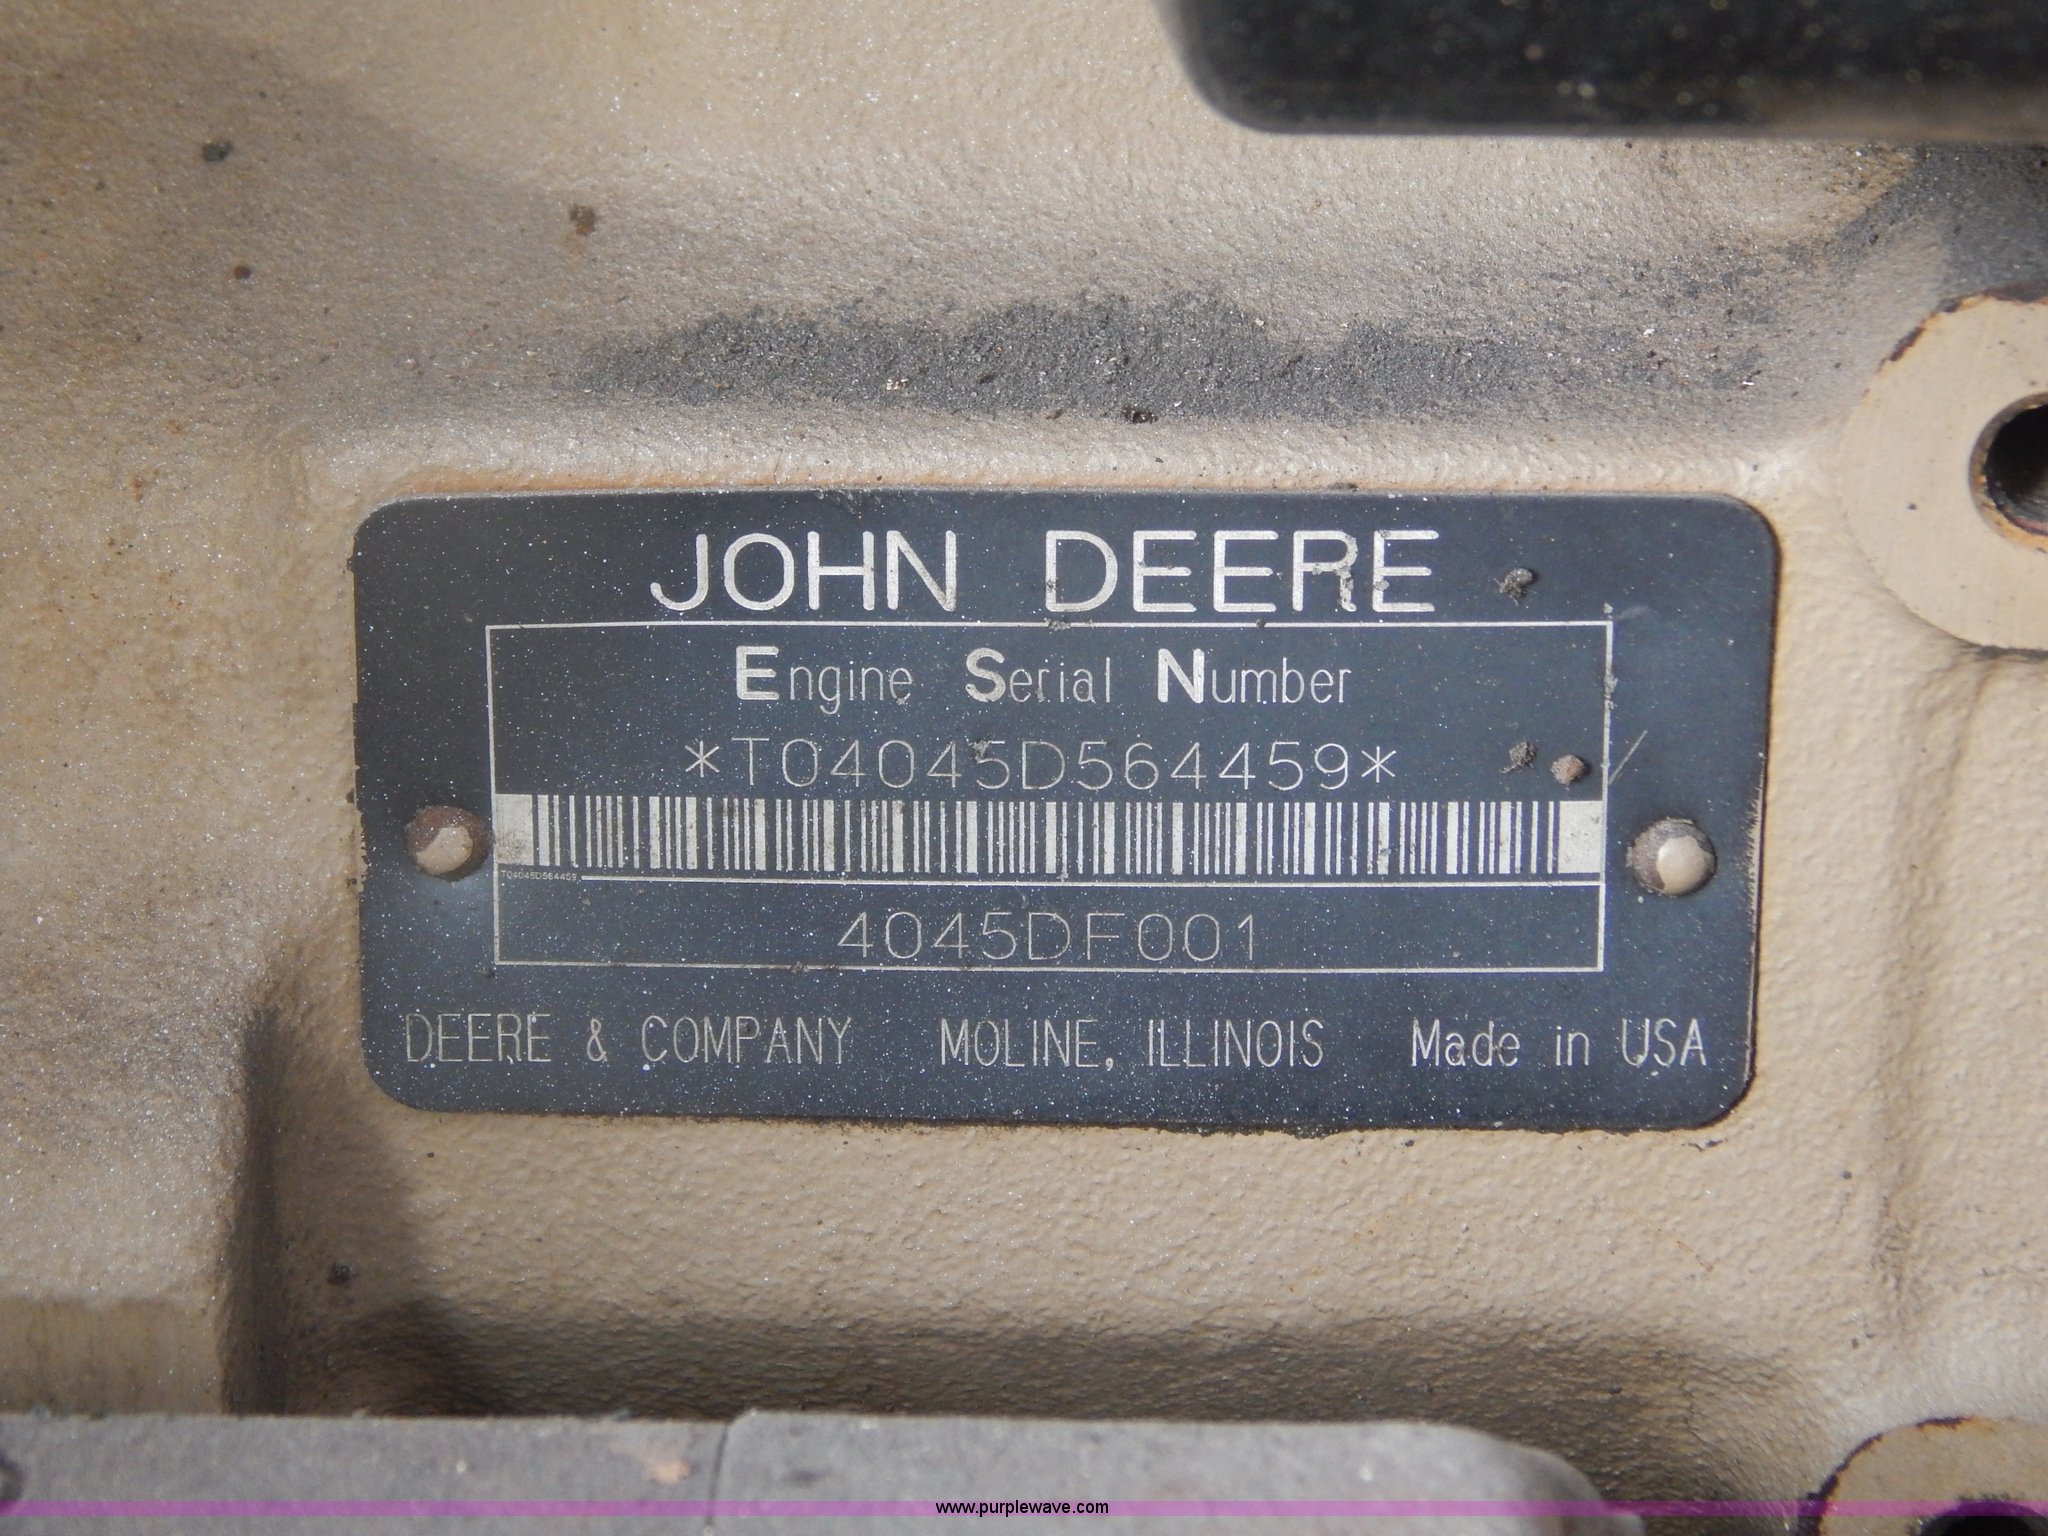 JOHN DEERE
Engine Serial Number
*T04045D564459*
T04045D564459
4045DF001
DEERE & COMPANY MOLINE, ILLINOIS Made in USA
www.purplewave.com